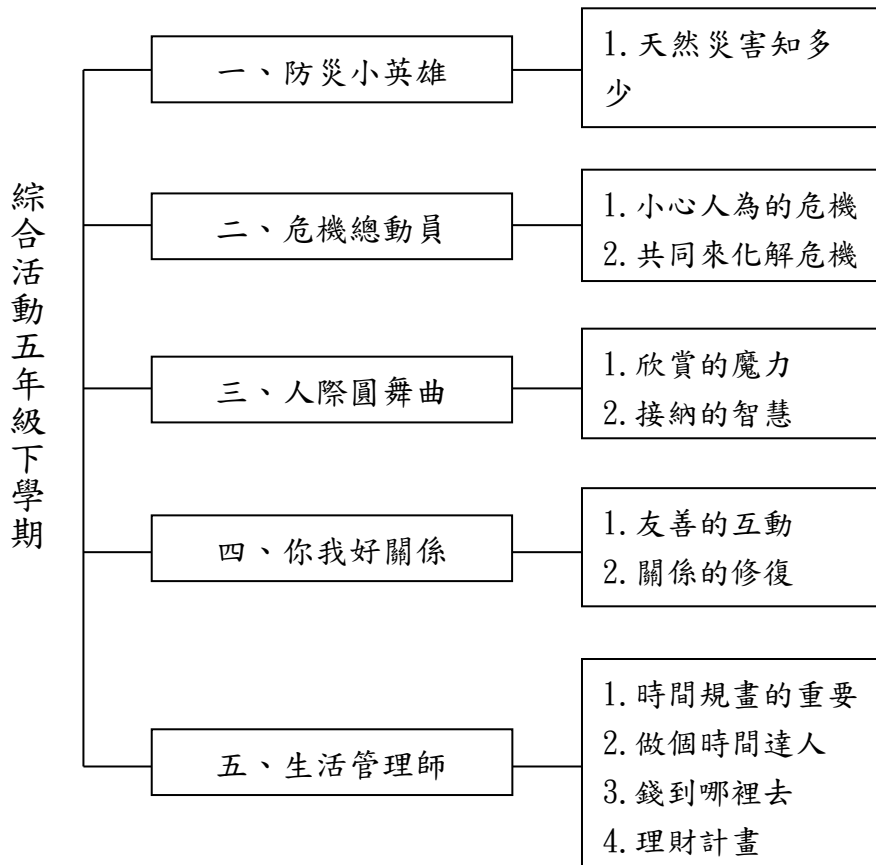 綜合活動五年級下學期
一、防災小英雄
1.天然災害知多
少
二、危機總動員
1.小心人為的危機
2.共同來化解危機
三、人際圓舞曲
1.欣賞的魔力
2.接納的智慧
四、你我好關係
1.友善的互動
2.關係的修復
五、生活管理師
1.時間規畫的重要
2.做個時間達人
3.錢到哪裡去
4.理財計畫